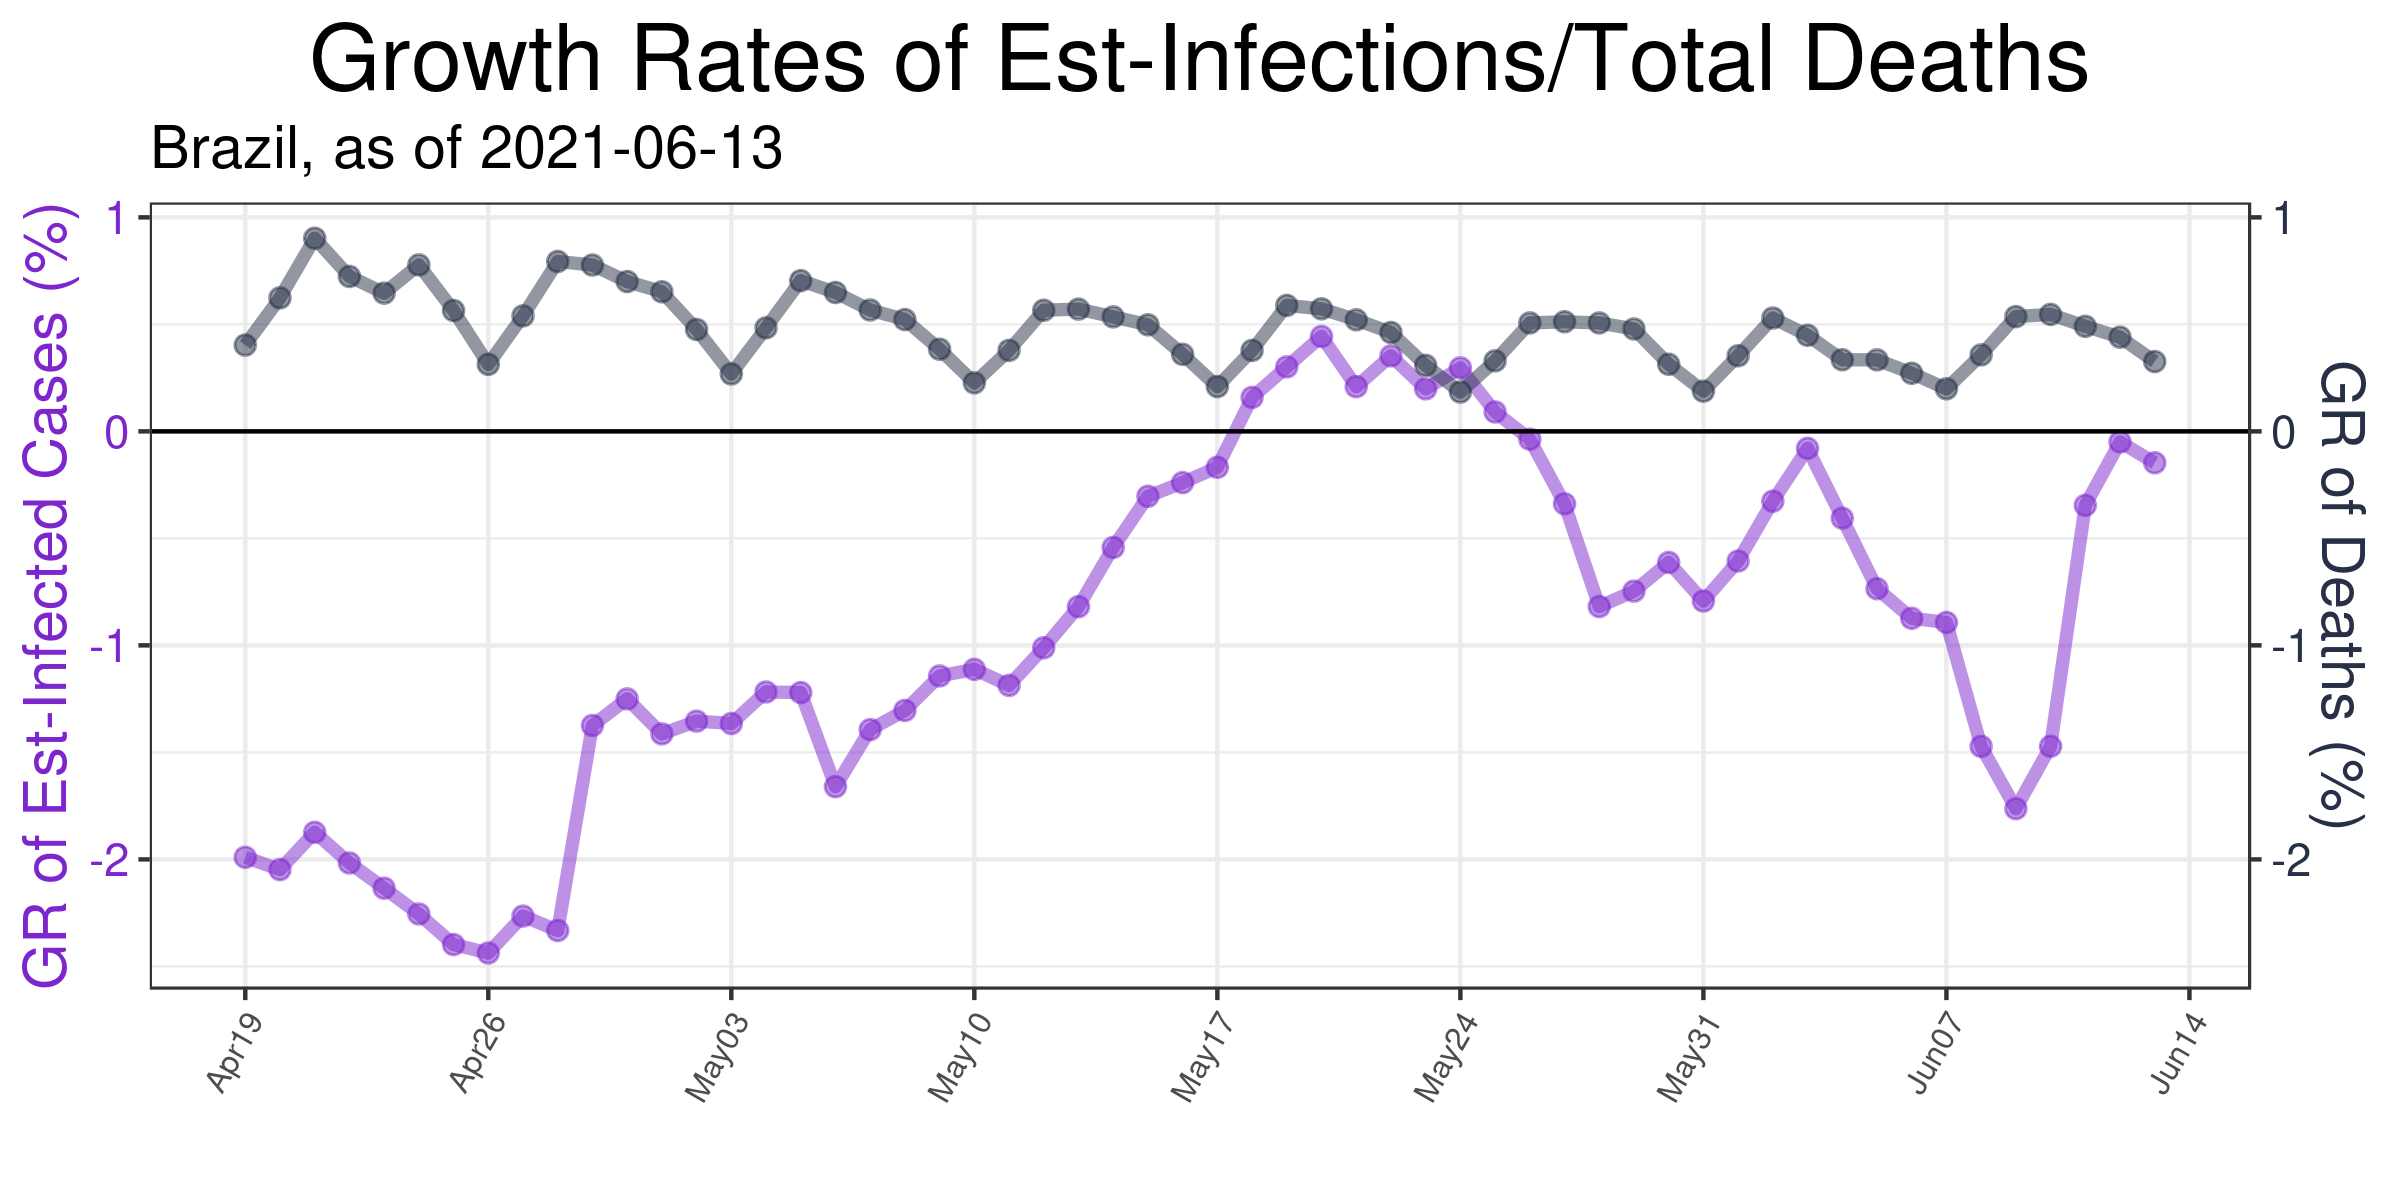 Growth Rates of Est-Infections/Total Deaths
Brazil, as of 2021-06-13
GR of Est-Infected Cases (%)
1
0
-1
-2
1
0
-1
-2
GR of Deaths (%)
Apr19
Apr26
May03
May10
May17
May24
May31
Jun07
Jun14